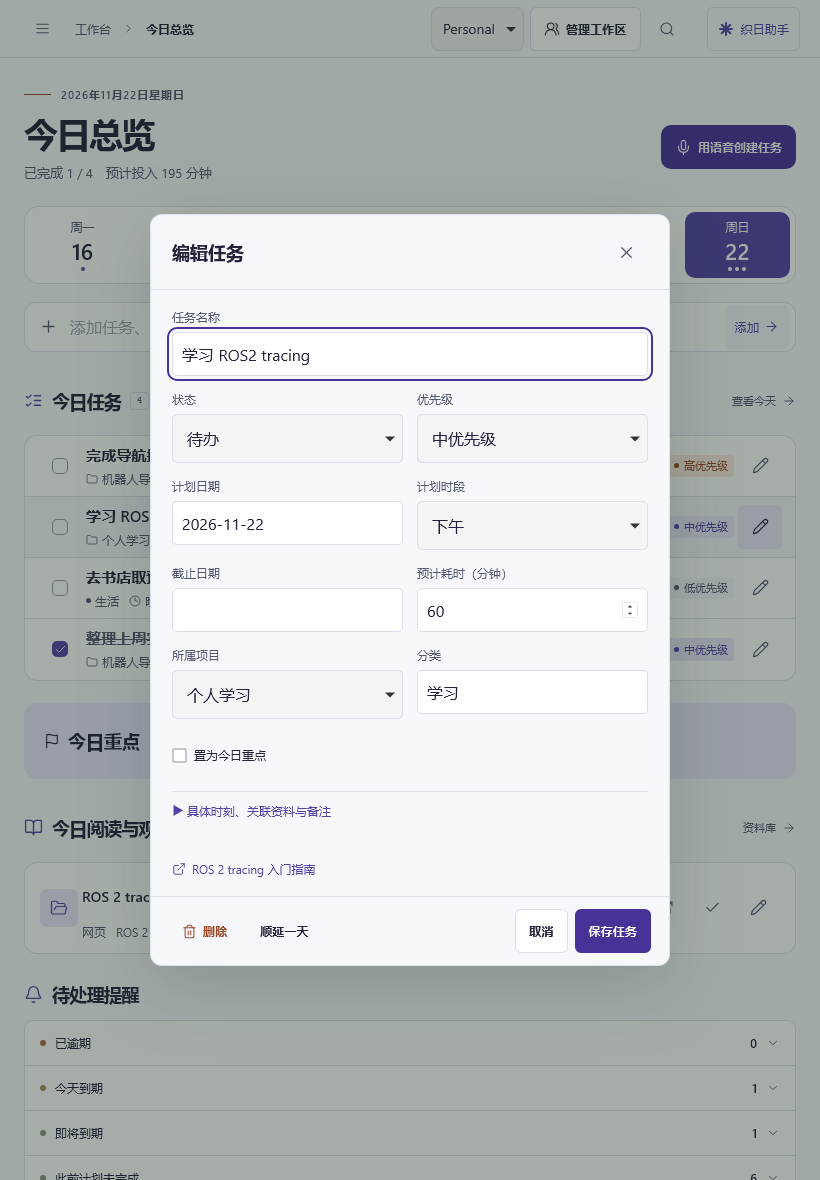 工作台 > 今日总览 Personal 管理工作区 织日助手
2026年11月22日星期日
今日总览
已完成 1 / 4 预计投入 195 分钟
用语音创建任务
周一
16
周日
22
添加任务、
添加 →
今日任务 4
查看今天 →
完成导航
机器人导
高优先级
学习 ROS
个人学习
中优先级
去书店取
生活
低优先级
整理上周
机器人导
中优先级
今日重点
今日阅读与观
资料库 →
ROS 2 trac
网页 ROS 2
待处理提醒
已逾期 0
今天到期 1
即将到期 1
此前计划未完成 6
编辑任务
任务名称
学习 ROS2 tracing
状态 优先级
待办 中优先级
计划日期 计划时段
2026-11-22 下午
截止日期 预计耗时（分钟）
60
所属项目 分类
个人学习 学习
置为今日重点
具体时刻、关联资料与备注
ROS 2 tracing 入门指南
删除 顺延一天 取消 保存任务